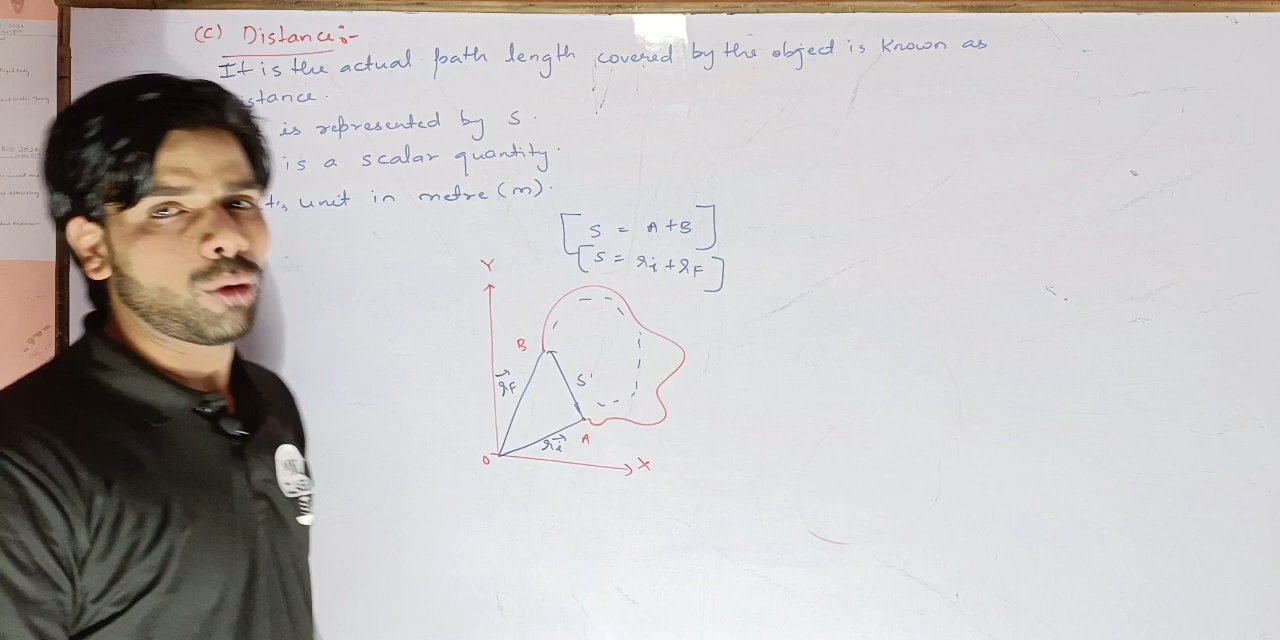 (c) Distance:-
It is the actual path length covered by the object is known as
istance.
is represented by S.
is a scalar quantity.
unit in metre (m).
[S = A+B]
[S = ri + rF]
Y
B
rF
S
A
ri
O
X